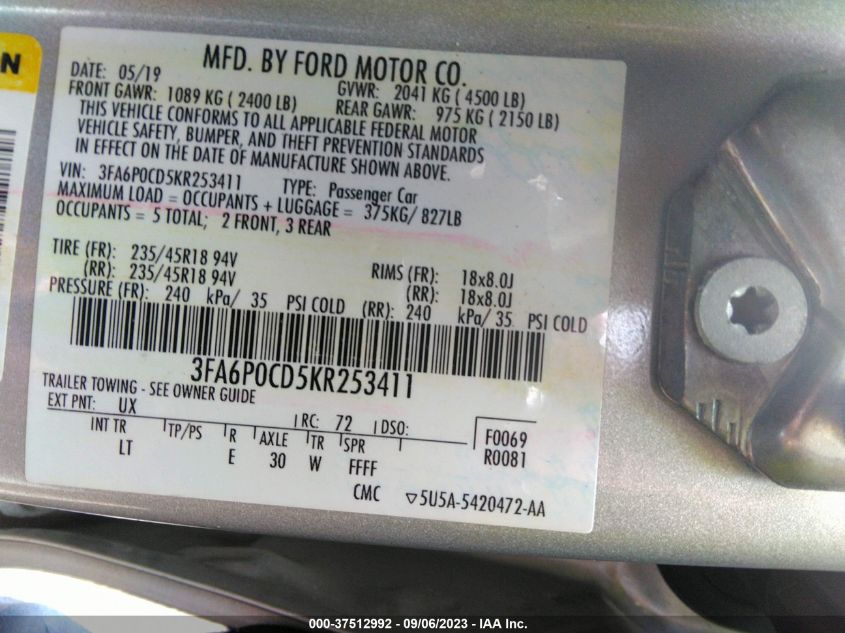 N
MFD. BY FORD MOTOR CO.
DATE: 05/19 GVWR: 2041 KG ( 4500 LB)
FRONT GAWR: 1089 KG ( 2400 LB) REAR GAWR: 975 KG ( 2150 LB)
THIS VEHICLE CONFORMS TO ALL APPLICABLE FEDERAL MOTOR
VEHICLE SAFETY, BUMPER, AND THEFT PREVENTION STANDARDS
IN EFFECT ON THE DATE OF MANUFACTURE SHOWN ABOVE.
VIN: 3FA6P0CD5KR253411 TYPE: Passenger Car
MAXIMUM LOAD = OCCUPANTS + LUGGAGE = 375KG/ 827LB
OCCUPANTS = 5 TOTAL; 2 FRONT, 3 REAR
TIRE (FR): 235/45R18 94V RIMS (FR): 18x8.0J
(RR): 235/45R18 94V (RR): 18x8.0J
PRESSURE (FR): 240 kPa/ 35 PSI COLD (RR): 240 kPa/ 35 PSI COLD
3FA6P0CD5KR253411
TRAILER TOWING - SEE OWNER GUIDE
EXT PNT: UX RC: 72 DSO: F0069
INT TR TP/PS R AXLE TR SPR R0081
LT E 30 W FFFF
CMC ▽5U5A-5420472-AA
000-37512992 - 09/06/2023 - IAA Inc.